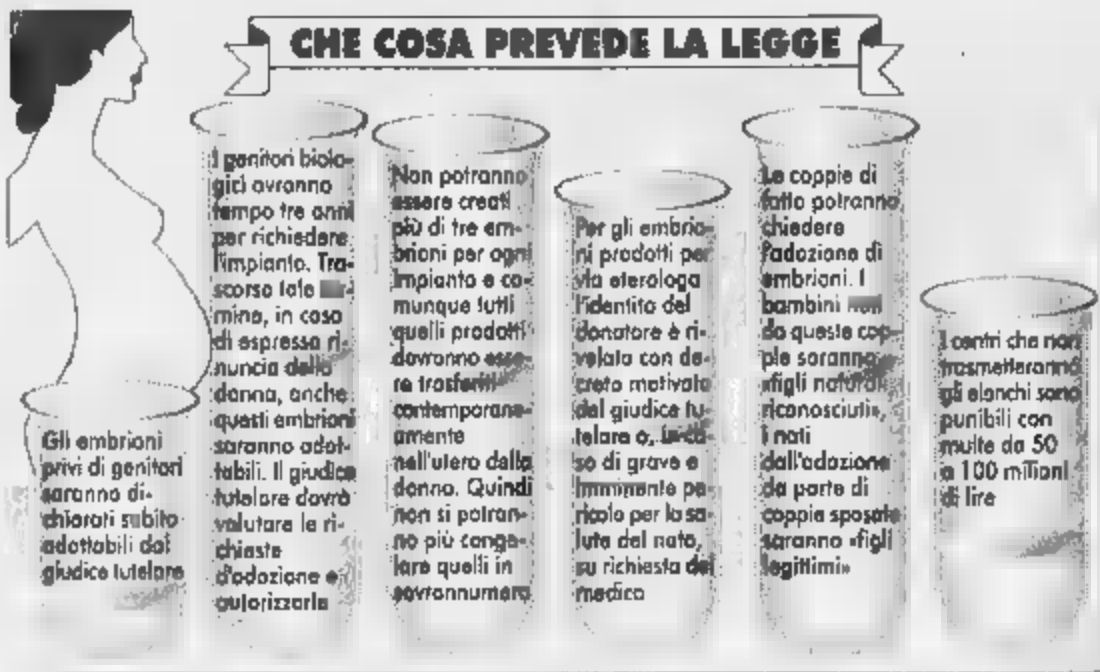 CHE COSA PREVEDE LA LEGGE
Gli embrioni
privi di genitori
saranno di-
chiarati subito
adottabili dal
giudice tutelare
I genitori biolo-
gici avranno
tempo tre anni
per richiedere
l'impianto. Tra-
scorso tale
mine, in caso
di espressa ri-
nuncia della
donna, anche
questi embrioni
saranno adot-
tabili. Il giudice
tutelare dovrà
valutare le ri-
chieste
d'adozione e
autorizzarle
Non potranno
essere creati
più di tre em-
brioni per ogni
impianto e co-
munque tutti
quelli prodotti
dovranno esse-
re trasferiti
contemporane-
amente
nell'utero della
donna. Quindi
non si potran-
no più conge-
lare quelli in
sovrannumero
Per gli embrio-
ni prodotti per
via eterologa
l'identità del
donatore è ri-
velata con de-
creto motivato
del giudice tu-
telare o, in ca-
so di grave e
imminente pe-
ricolo per la sa-
lute del nato,
su richiesta del
medico
Le coppie di
fatto potranno
chiedere
l'adozione di
embrioni. I
bambini nati
da queste cop-
pie saranno
«figli naturali
riconosciuti»,
i nati
dall'adozione
da parte di
coppie sposate
saranno «figli
legittimi»
I centri che non
trasmetteranno
gli elenchi sono
punibili con
multe da 50
a 100 milioni
di lire